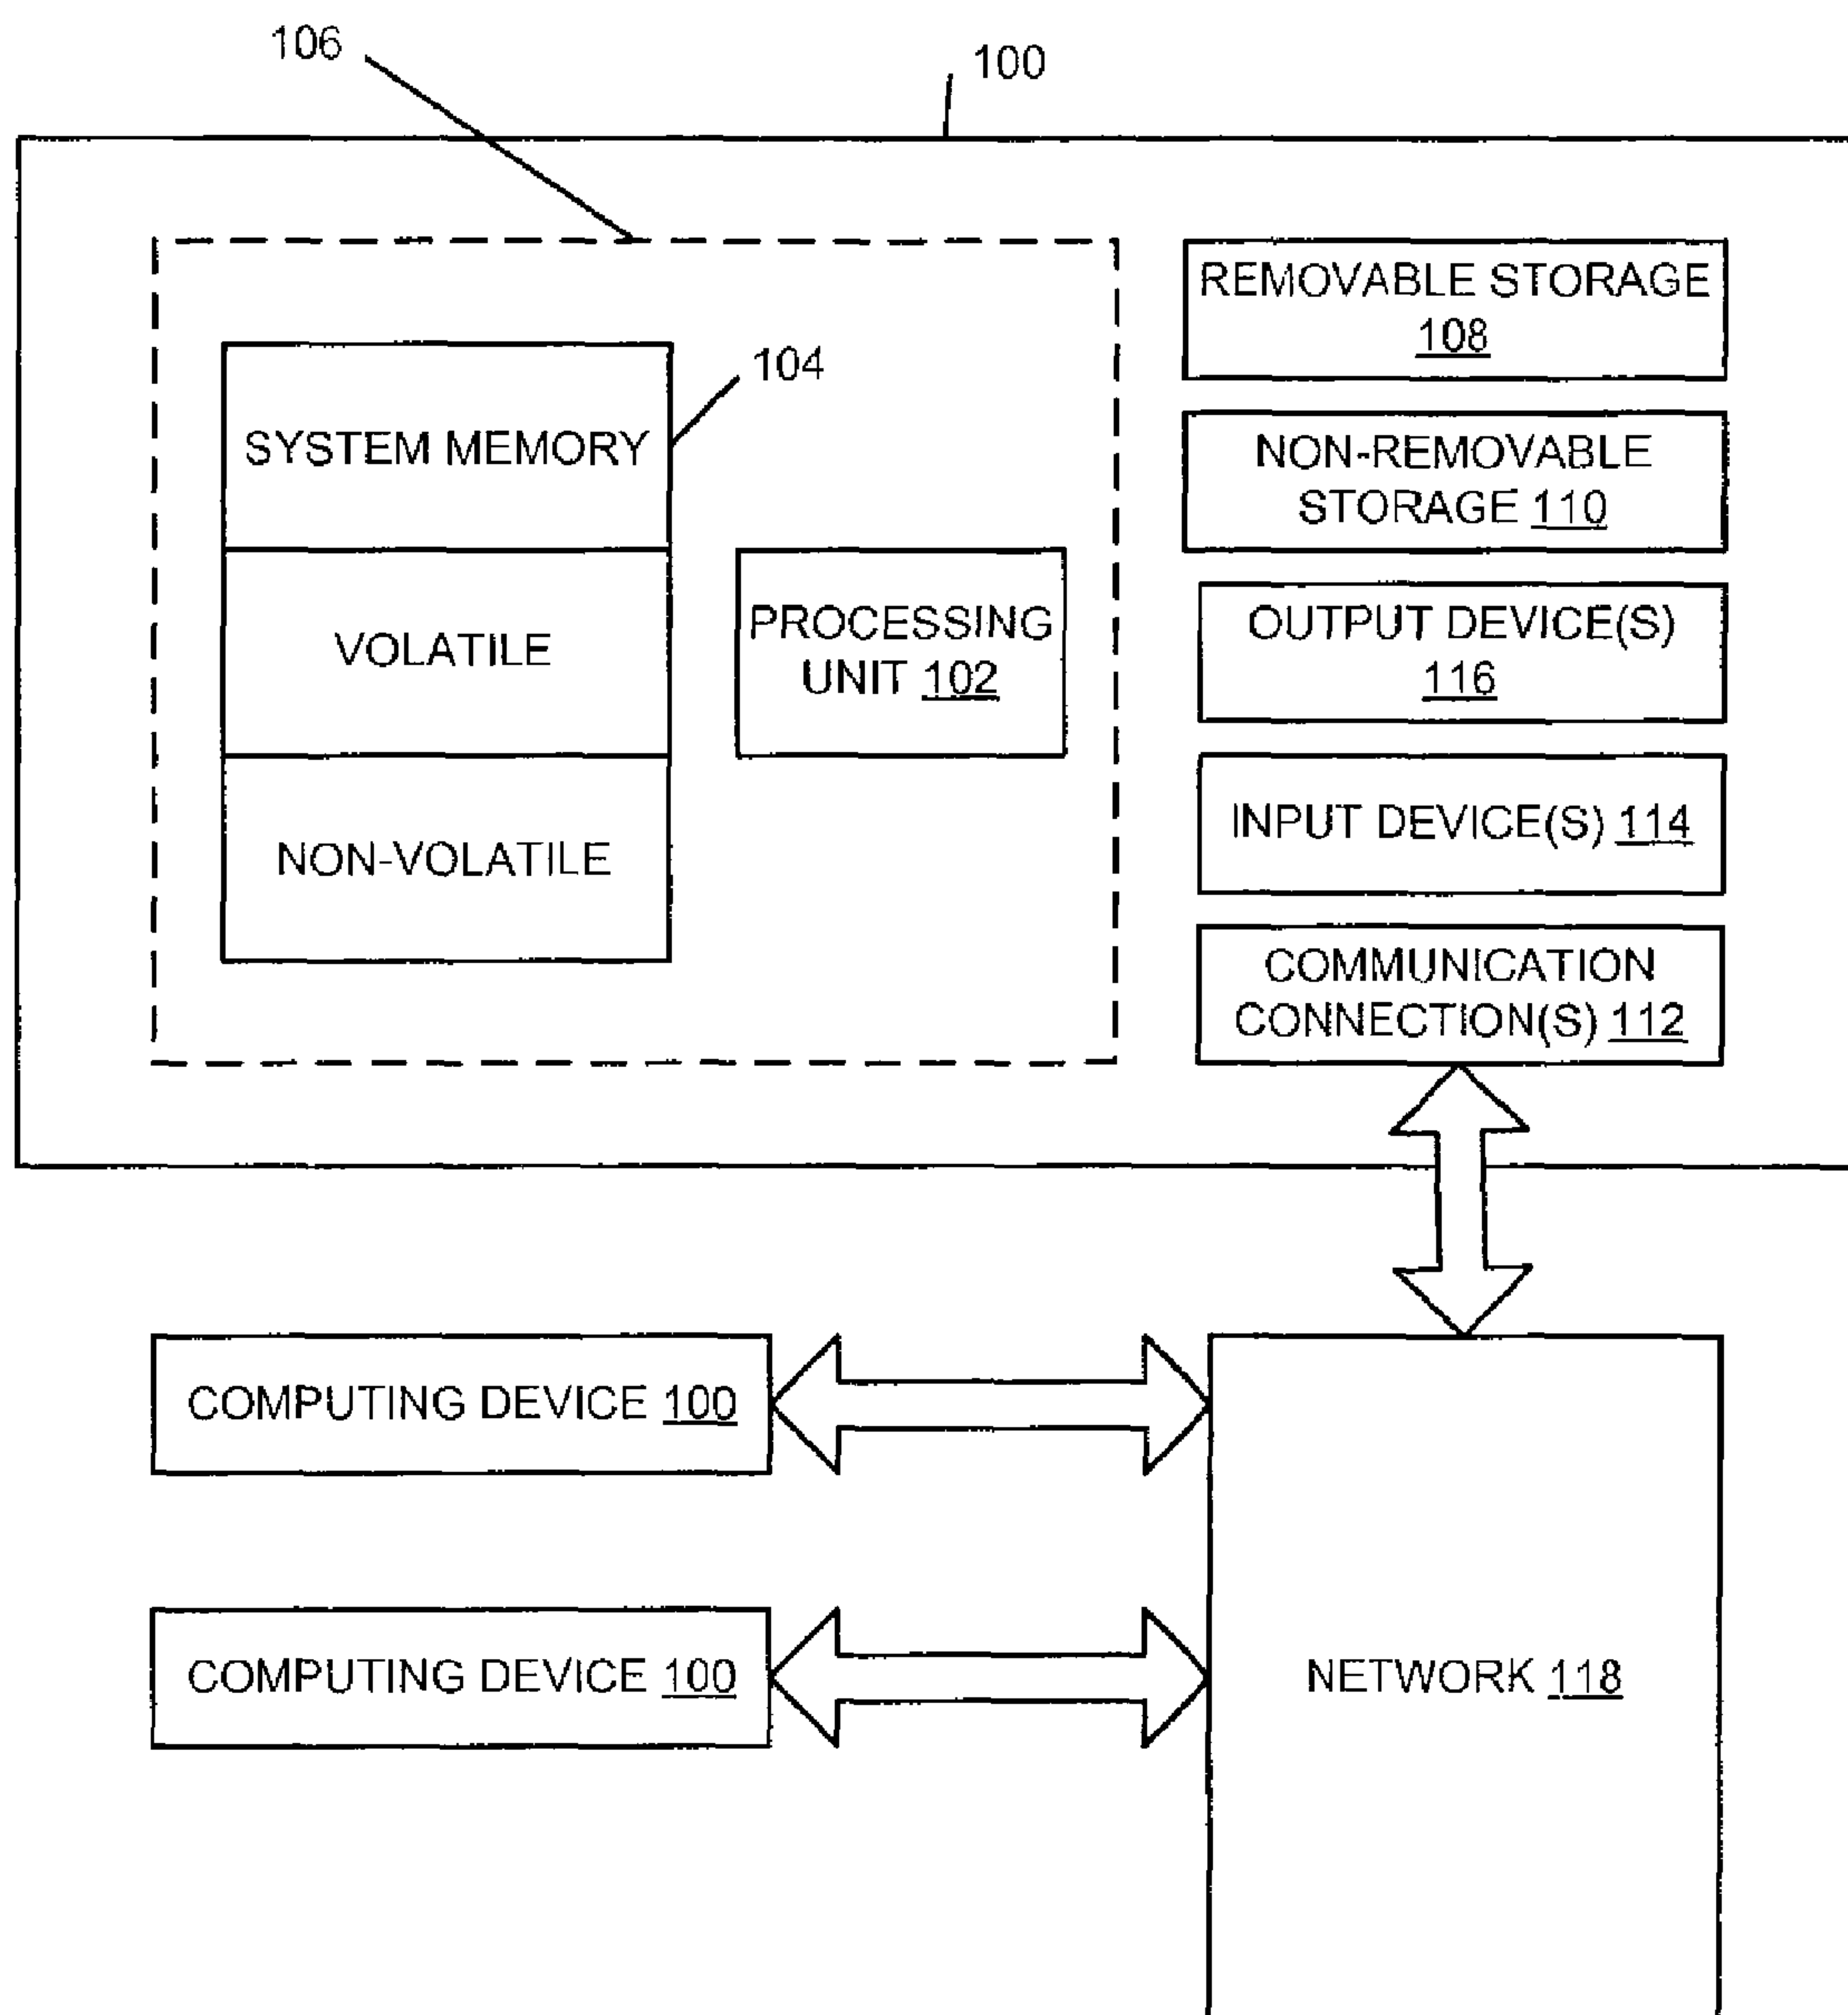 106
100
REMOVABLE STORAGE
108
104
SYSTEM MEMORY
NON-REMOVABLE
STORAGE 110
VOLATILE
PROCESSING
UNIT 102
OUTPUT DEVICE(S)
116
NON-VOLATILE
INPUT DEVICE(S) 114
COMMUNICATION
CONNECTION(S) 112
COMPUTING DEVICE 100
COMPUTING DEVICE 100
NETWORK 118